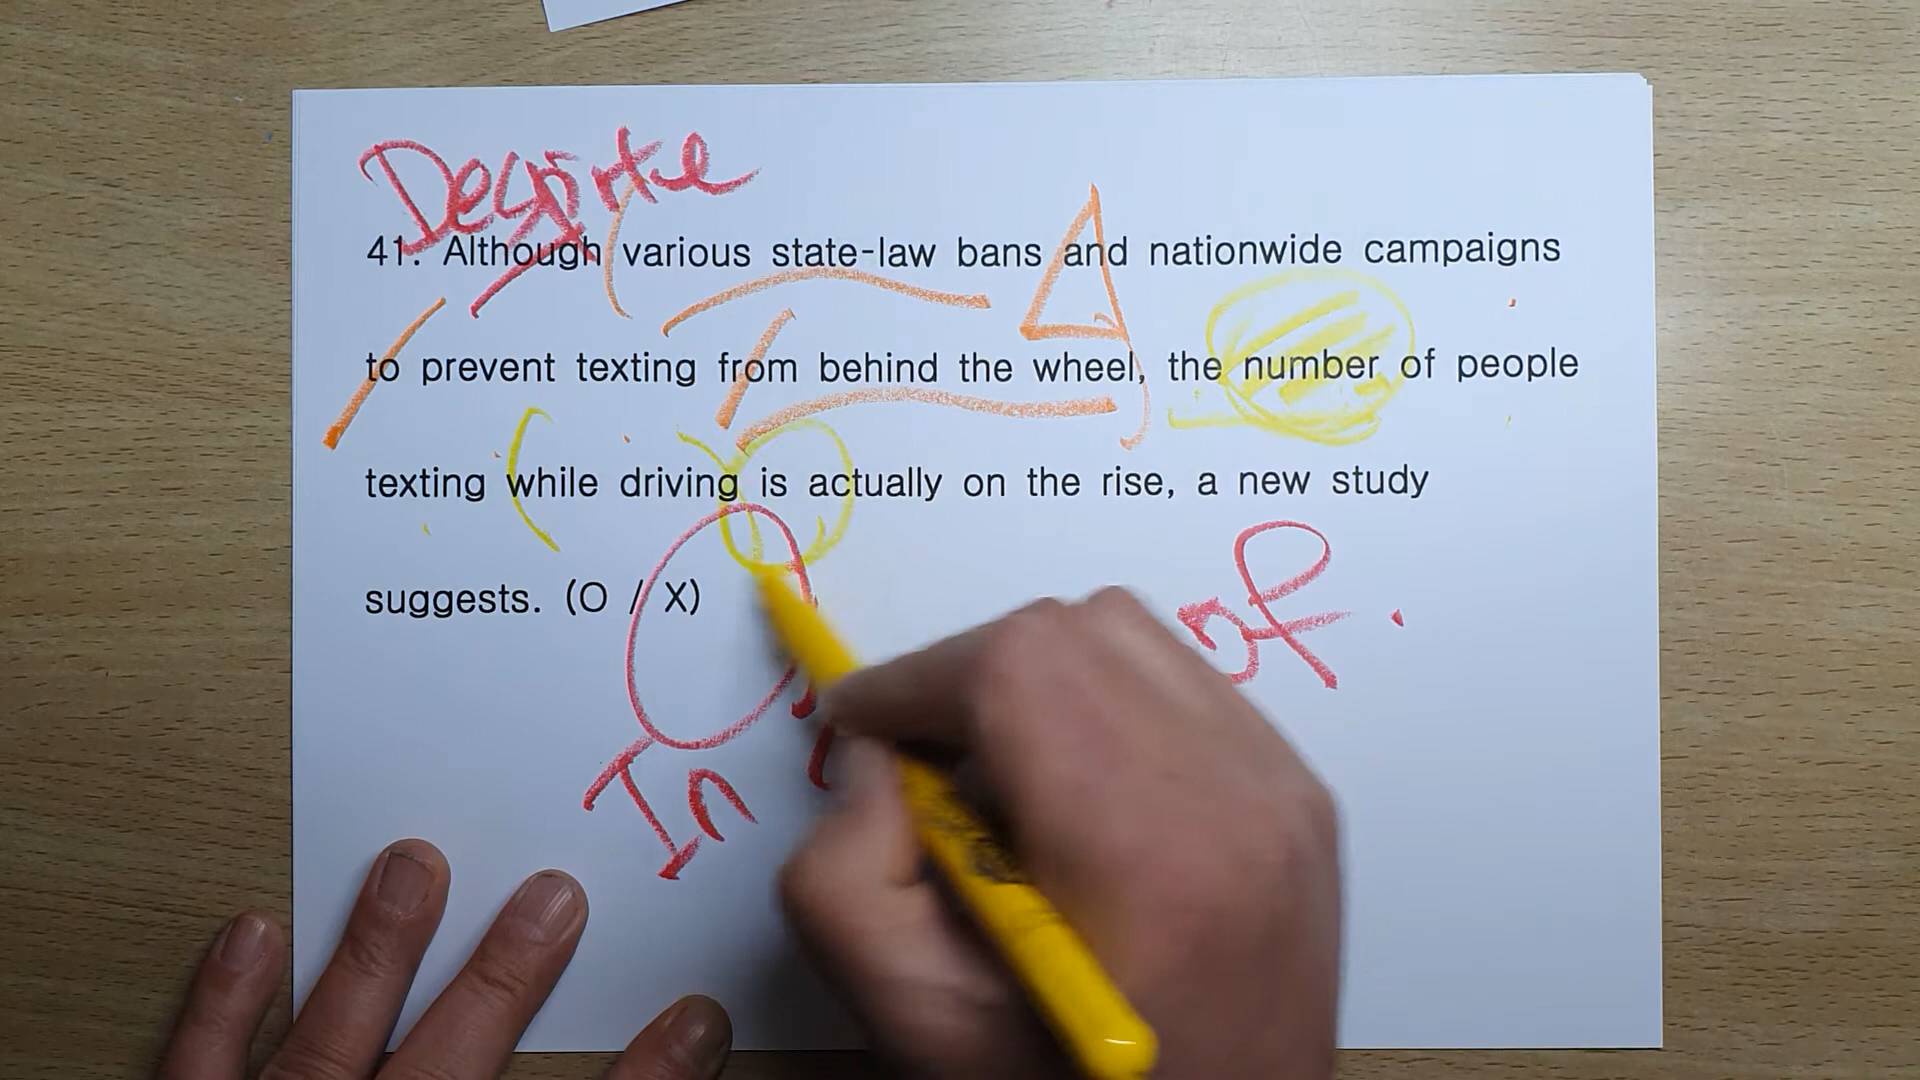 Despite
41. Although various state-law bans and nationwide campaigns
to prevent texting from behind the wheel, the number of people
texting while driving is actually on the rise, a new study
suggests. (O / X)
of.
In